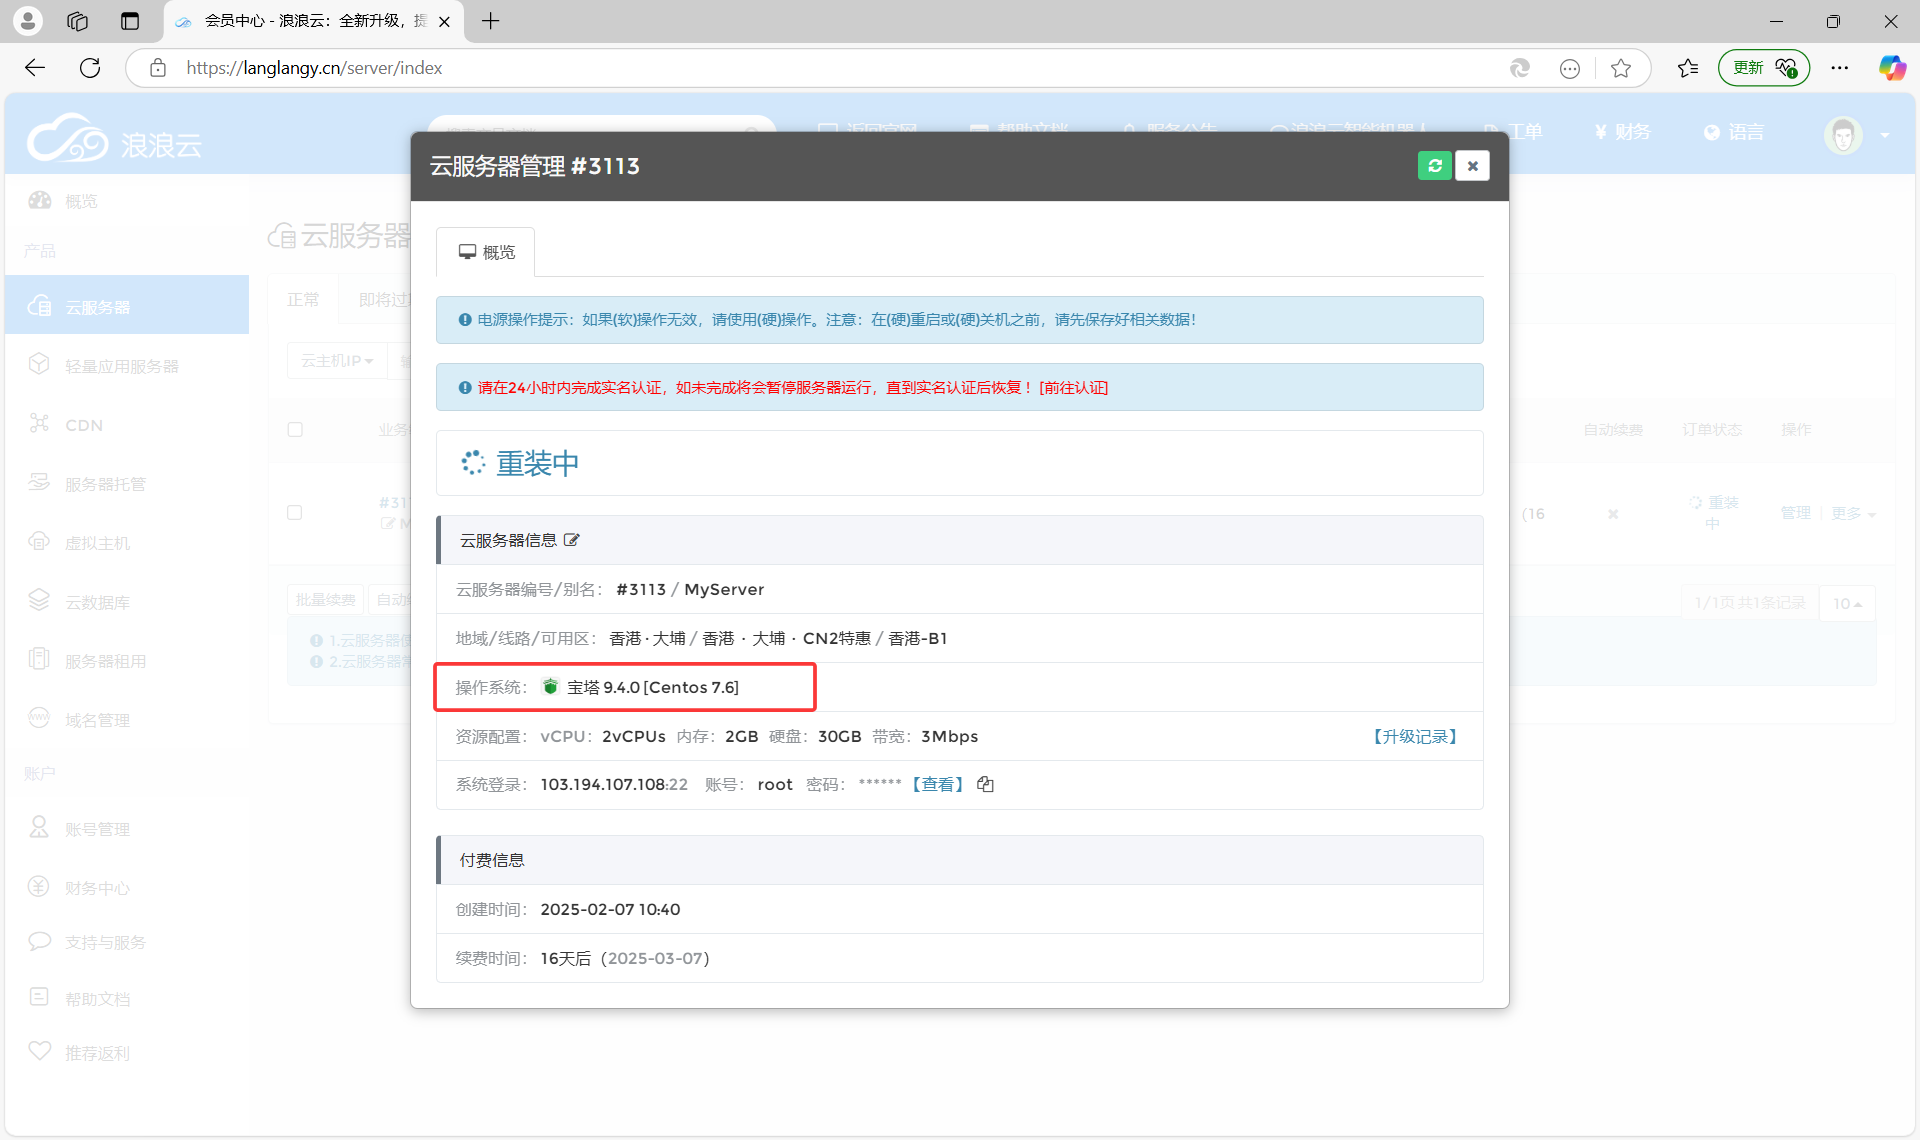 会员中心 - 浪浪云：全新升级，提
https://langlangy.cn/server/index
更新
浪浪云
工单
¥ 财务
语言
云服务器管理 #3113
概览
产品
云服务器
正常
即将过
云服务器
轻量应用服务器
云主机IP
CDN
服务器托管
虚拟主机
云数据库
服务器租用
域名管理
账户
账号管理
财务中心
支持与服务
帮助文档
推荐返利
业务
#31
批量续费
自动
1.云服务器
2.云服务器
概览
电源操作提示：如果(软)操作无效，请使用(硬)操作。注意：在(硬)重启或(硬)关机之前，请先保存好相关数据！
请在24小时内完成实名认证，如未完成将会暂停服务器运行，直到实名认证后恢复！[前往认证]
重装中
云服务器信息
云服务器编号/别名： #3113 / MyServer
地域/线路/可用区： 香港·大埔 / 香港 · 大埔 · CN2特惠 / 香港-B1
操作系统： 宝塔 9.4.0 [Centos 7.6]
资源配置： vCPU：2vCPUs 内存：2GB 硬盘：30GB 带宽：3Mbps 【升级记录】
系统登录： 103.194.107.108:22 账号： root 密码： ****** 【查看】
付费信息
创建时间： 2025-02-07 10:40
续费时间： 16天后（2025-03-07）
自动续费
订单状态
操作
(16
重装中
管理 | 更多
1/1页 共1条记录
10